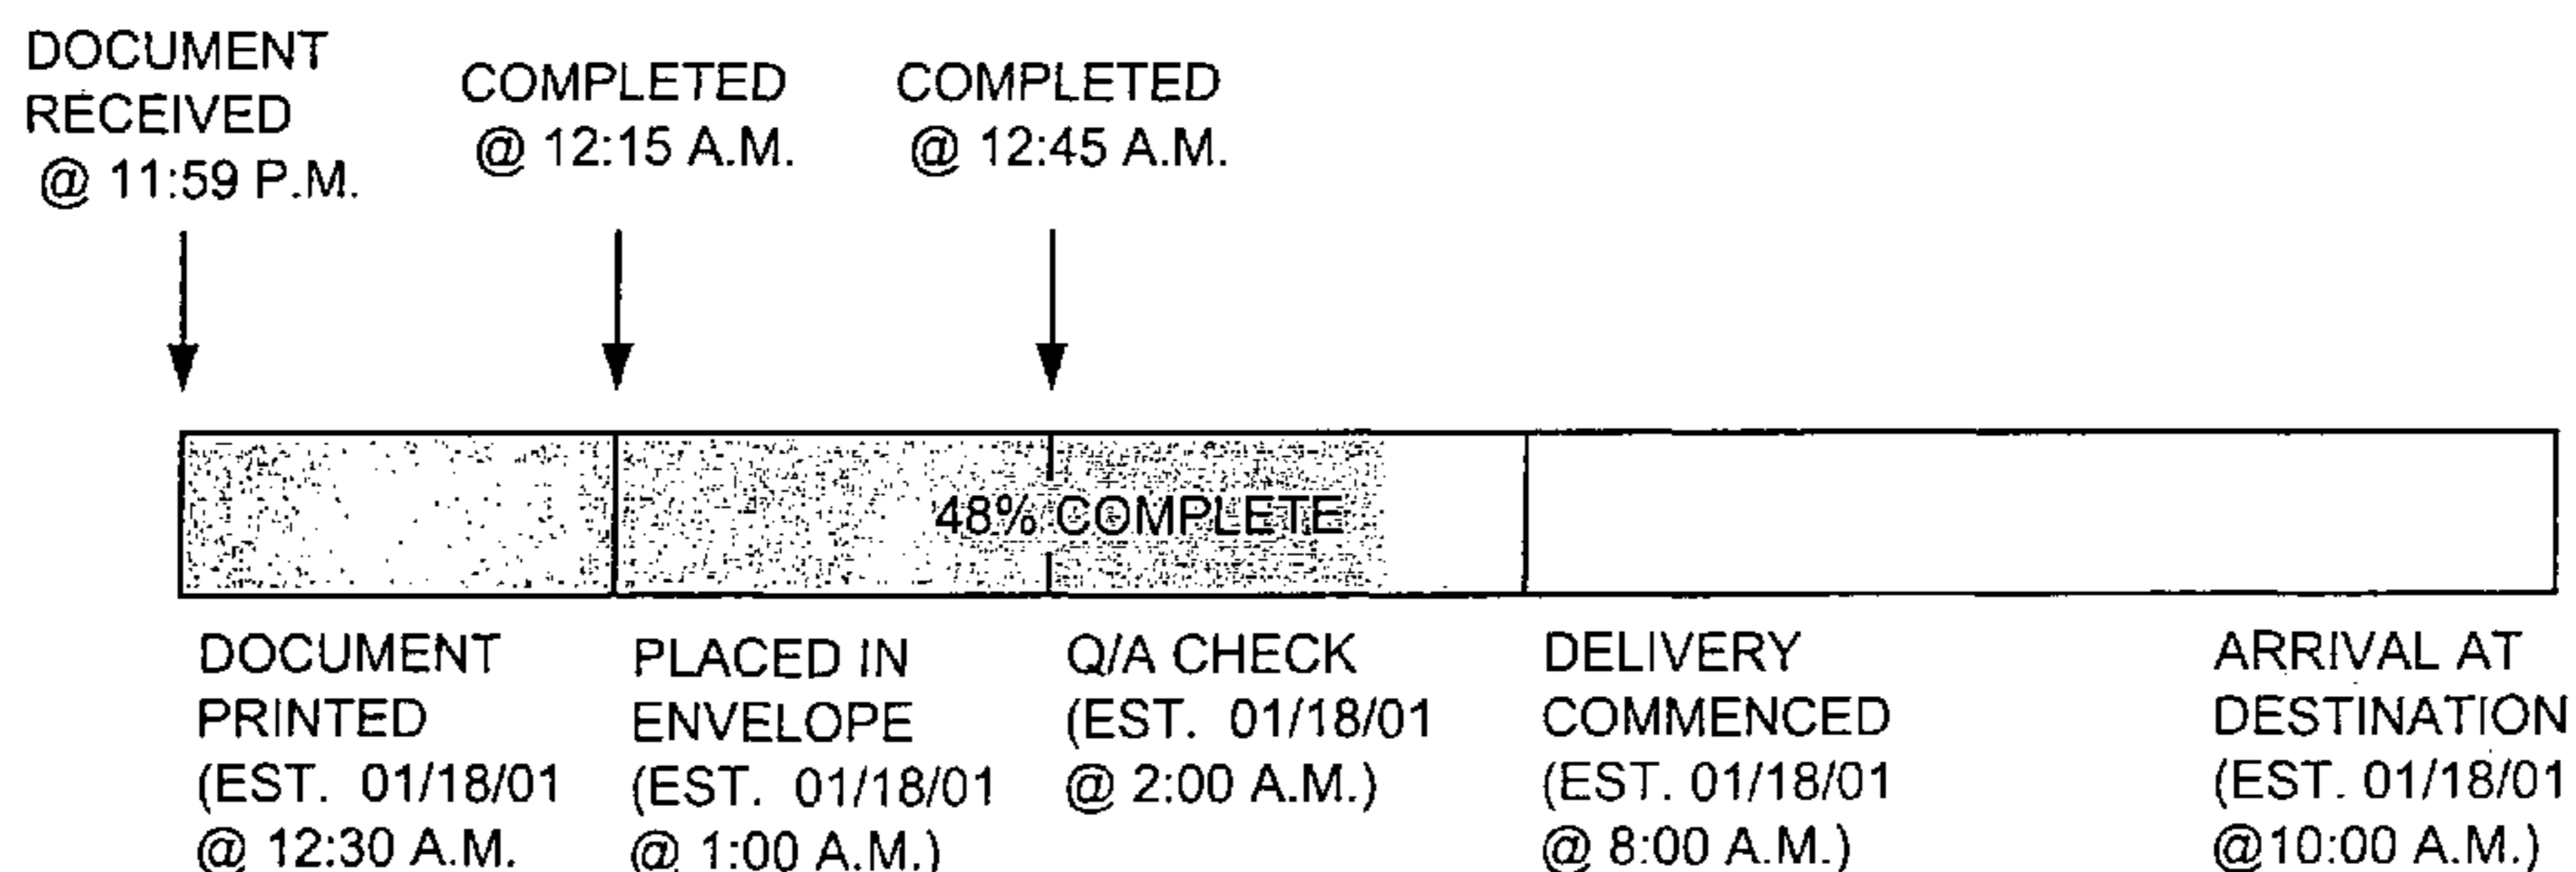 DOCUMENT
RECEIVED
@ 11:59 P.M.
COMPLETED
@ 12:15 A.M.
COMPLETED
@ 12:45 A.M.
48% COMPLETE
DOCUMENT
PRINTED
(EST. 01/18/01
@ 12:30 A.M.
PLACED IN
ENVELOPE
(EST. 01/18/01
@ 1:00 A.M.)
Q/A CHECK
(EST. 01/18/01
@ 2:00 A.M.)
DELIVERY
COMMENCED
(EST. 01/18/01
@ 8:00 A.M.)
ARRIVAL AT
DESTINATION
(EST. 01/18/01
@10:00 A.M.)